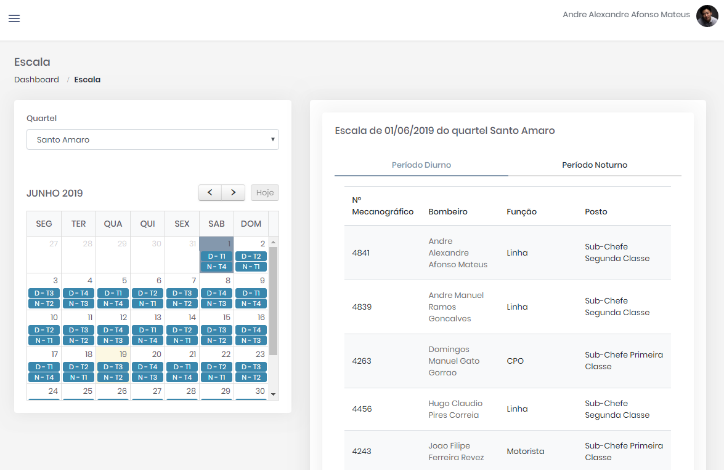 Andre Alexandre Afonso Mateus
Escala
Dashboard / Escala
Quartel
Santo Amaro
JUNHO 2019
Hoje
SEG TER QUA QUI SEX SAB DOM
27 28 29 30 31 1 2
D - T1 D - T2
N - T4 N - T1
3 4 5 6 7 8 9
D - T3 D - T4 D - T1 D - T2 D - T3 D - T4 D - T1
N - T2 N - T3 N - T4 N - T1 N - T2 N - T3 N - T4
10 11 12 13 14 15 16
D - T2 D - T3 D - T4 D - T1 D - T2 D - T3 D - T4
N - T1 N - T2 N - T3 N - T4 N - T1 N - T2 N - T3
17 18 19 20 21 22 23
D - T1 D - T2 D - T3 D - T4 D - T1 D - T2 D - T3
N - T4 N - T1 N - T2 N - T3 N - T4 N - T1 N - T2
24 25 26 27 28 29 30
Escala de 01/06/2019 do quartel Santo Amaro
Período Diurno Período Noturno
Nº
Mecanográfico Bombeiro Função Posto
4841 Andre Alexandre Afonso Mateus Linha Sub-Chefe Segunda Classe
4839 Andre Manuel Ramos Goncalves Linha Sub-Chefe Segunda Classe
4263 Domingos Manuel Gato Gorrao CPO Sub-Chefe Primeira Classe
4456 Hugo Claudio Pires Correia Linha Sub-Chefe Segunda Classe
4243 Joao Filipe Ferreira Revez Motorista Sub-Chefe Primeira Classe